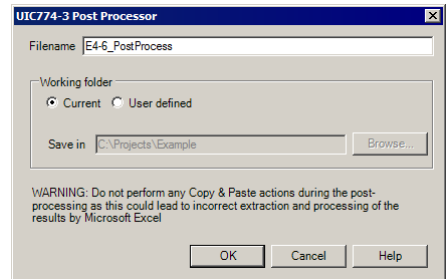 UIC774-3 Post Processor
Filename E4-6_PostProcess
Working folder
Current User defined
Save in C:\Projects\Example Browse...
WARNING: Do not perform any Copy & Paste actions during the post-
processing as this could lead to incorrect extraction and processing of the
results by Microsoft Excel
OK Cancel Help